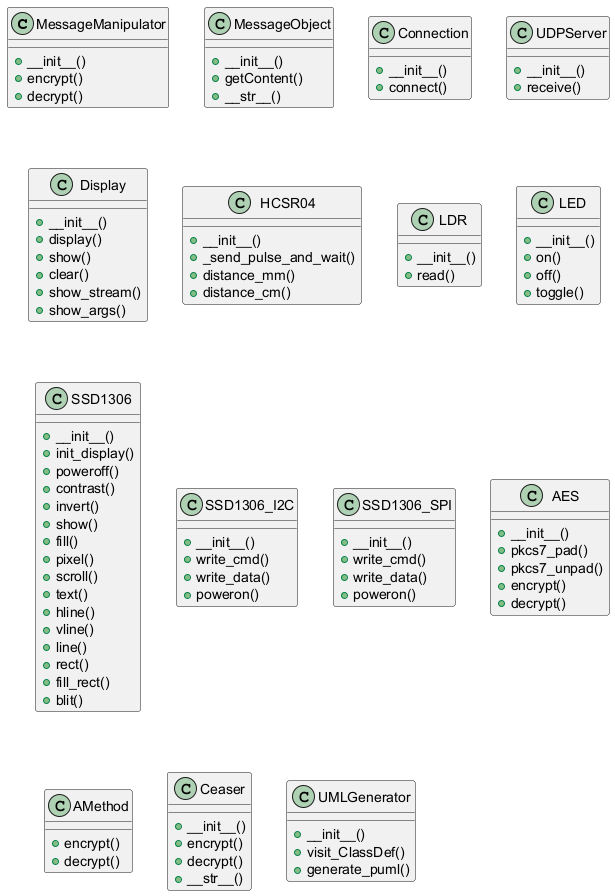 C MessageManipulator
__init__()
encrypt()
decrypt()
C MessageObject
__init__()
getContent()
__str__()
C Connection
__init__()
connect()
C UDPServer
__init__()
receive()
C Display
__init__()
display()
show()
clear()
show_stream()
show_args()
C HCSR04
__init__()
_send_pulse_and_wait()
distance_mm()
distance_cm()
C LDR
__init__()
read()
C LED
__init__()
on()
off()
toggle()
C SSD1306
__init__()
init_display()
poweroff()
contrast()
invert()
show()
fill()
pixel()
scroll()
text()
hline()
vline()
line()
rect()
fill_rect()
blit()
C SSD1306_I2C
__init__()
write_cmd()
write_data()
poweron()
C SSD1306_SPI
__init__()
write_cmd()
write_data()
poweron()
C AES
__init__()
pkcs7_pad()
pkcs7_unpad()
encrypt()
decrypt()
C AMethod
encrypt()
decrypt()
C Ceaser
__init__()
encrypt()
decrypt()
__str__()
C UMLGenerator
__init__()
visit_ClassDef()
generate_puml()